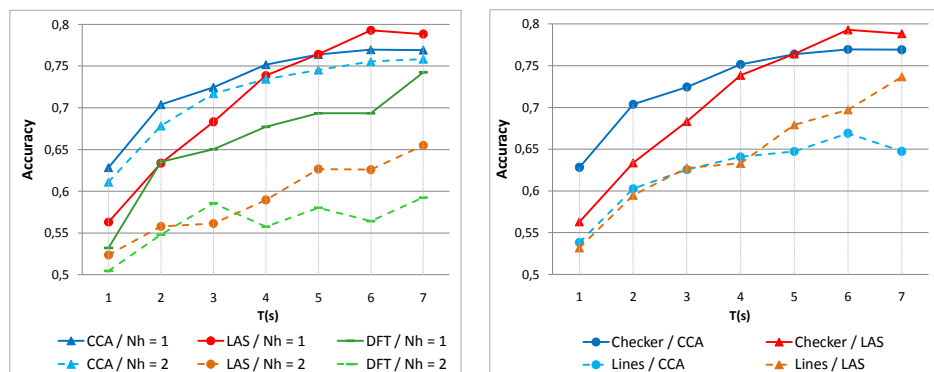 0,8
0,75
0,7
0,65
0,6
0,55
0,5
Accuracy
1 2 3 4 5 6 7
T(s)
CCA / Nh = 1 LAS / Nh = 1 DFT / Nh = 1
CCA / Nh = 2 LAS / Nh = 2 DFT / Nh = 2
0,8
0,75
0,7
0,65
0,6
0,55
0,5
Accuracy
1 2 3 4 5 6 7
T(s)
Checker / CCA Checker / LAS
Lines / CCA Lines / LAS